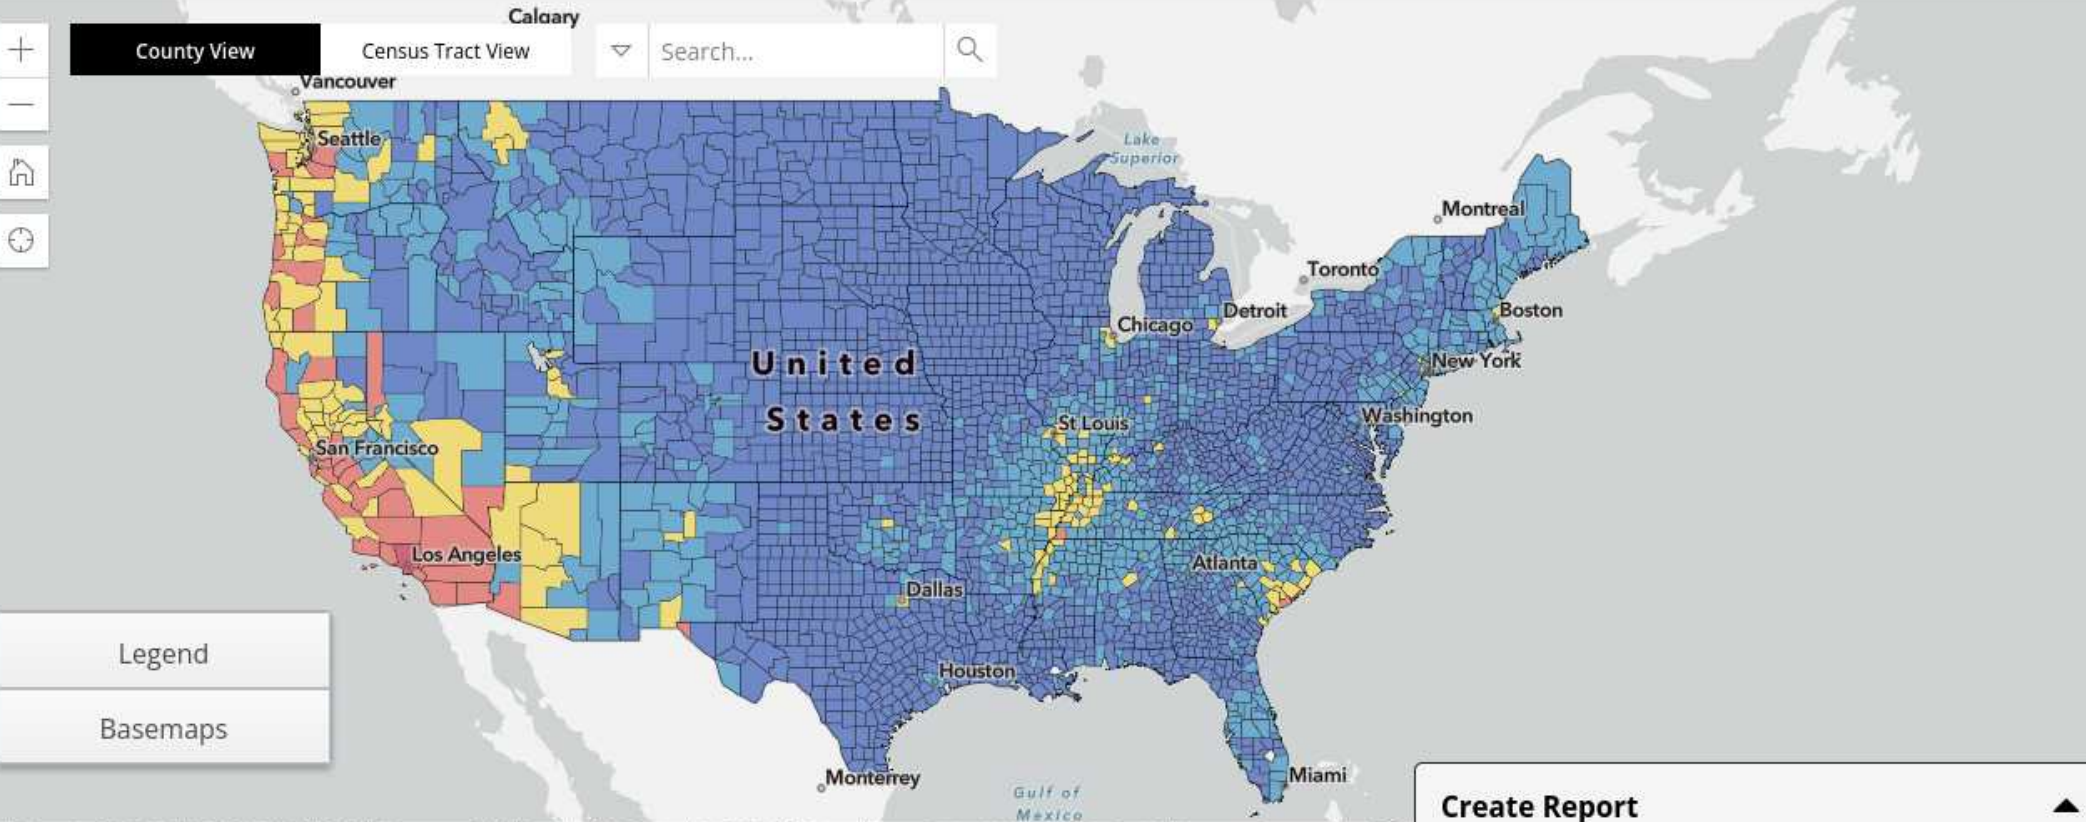 Calgary
County View
Census Tract View
Search...
Vancouver
Seattle
Lake
Superior
Montreal
Toronto
Detroit
Boston
Chicago
New York
United
States
St Louis
Washington
San Francisco
Los Angeles
Atlanta
Dallas
Legend
Houston
Basemaps
Monterrey
Miami
Gulf of
Mexico
Create Report